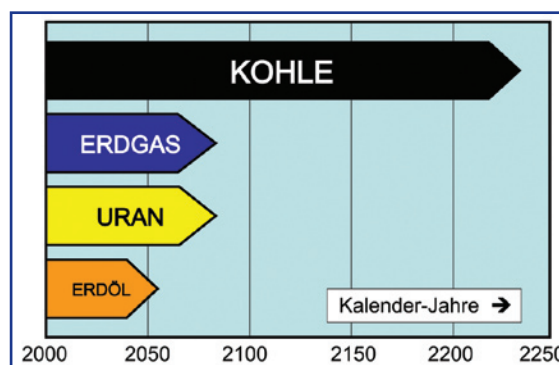 KOHLE
ERDGAS
URAN
ERDÖL
Kalender-Jahre →
2000 2050 2100 2150 2200 2250